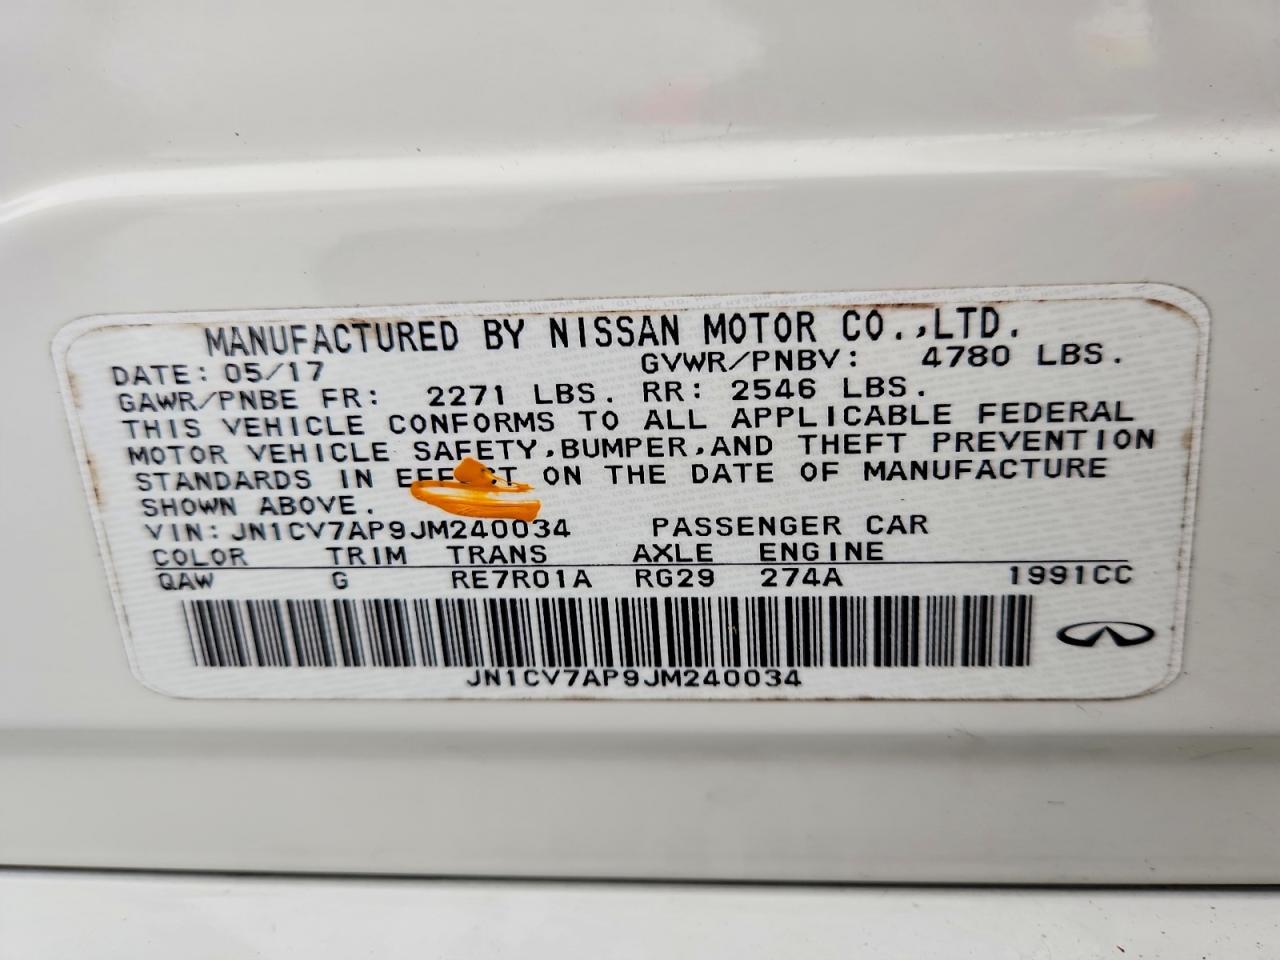 MANUFACTURED BY NISSAN MOTOR CO.,LTD.
DATE: 05/17 GVWR/PNBV: 4780 LBS.
GAWR/PNBE FR: 2271 LBS. RR: 2546 LBS.
THIS VEHICLE CONFORMS TO ALL APPLICABLE FEDERAL
MOTOR VEHICLE SAFETY,BUMPER,AND THEFT PREVENTION
STANDARDS IN EFFECT ON THE DATE OF MANUFACTURE
SHOWN ABOVE.
VIN: JN1CV7AP9JM240034 PASSENGER CAR
COLOR TRIM TRANS AXLE ENGINE
QAW G RE7R01A RG29 274A 1991CC
JN1CV7AP9JM240034